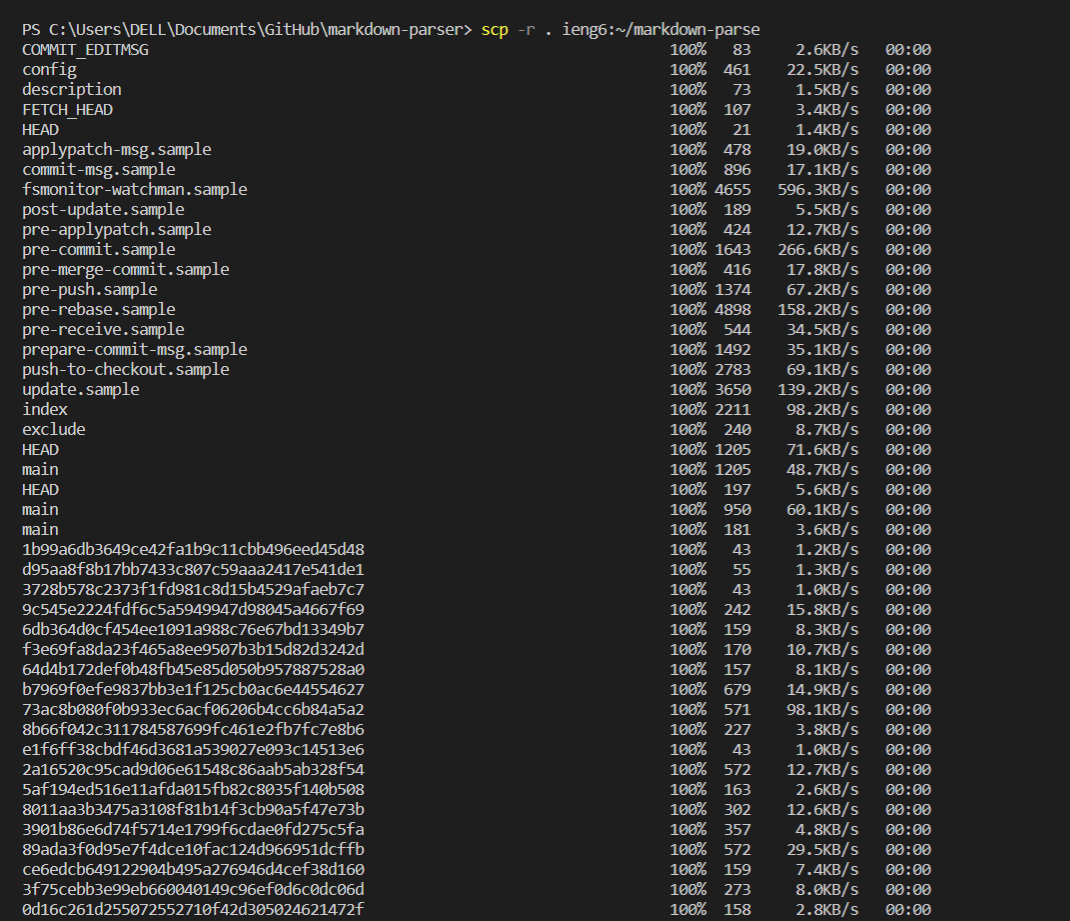 PS C:\Users\DELL\Documents\GitHub\markdown-parser> scp -r . ieng6:~/markdown-parse
COMMIT_EDITMSG 100% 83 2.6KB/s 00:00
config 100% 461 22.5KB/s 00:00
description 100% 73 1.5KB/s 00:00
FETCH_HEAD 100% 107 3.4KB/s 00:00
HEAD 100% 21 1.4KB/s 00:00
applypatch-msg.sample 100% 478 19.0KB/s 00:00
commit-msg.sample 100% 896 17.1KB/s 00:00
fsmonitor-watchman.sample 100% 4655 596.3KB/s 00:00
post-update.sample 100% 189 5.5KB/s 00:00
pre-applypatch.sample 100% 424 12.7KB/s 00:00
pre-commit.sample 100% 1643 266.6KB/s 00:00
pre-merge-commit.sample 100% 416 17.8KB/s 00:00
pre-push.sample 100% 1374 67.2KB/s 00:00
pre-rebase.sample 100% 4898 158.2KB/s 00:00
pre-receive.sample 100% 544 34.5KB/s 00:00
prepare-commit-msg.sample 100% 1492 35.1KB/s 00:00
push-to-checkout.sample 100% 2783 69.1KB/s 00:00
update.sample 100% 3650 139.2KB/s 00:00
index 100% 2211 98.2KB/s 00:00
exclude 100% 240 8.7KB/s 00:00
HEAD 100% 1205 71.6KB/s 00:00
main 100% 1205 48.7KB/s 00:00
HEAD 100% 197 5.6KB/s 00:00
main 100% 950 60.1KB/s 00:00
main 100% 181 3.6KB/s 00:00
1b99a6db3649ce42fa1b9c11cbb496eed45d48 100% 43 1.2KB/s 00:00
d95aa8f8b17bb7433c807c59aaa2417e541de1 100% 55 1.3KB/s 00:00
3728b578c2373f1fd981c8d15b4529afaeb7c7 100% 43 1.0KB/s 00:00
9c545e2224fdf6c5a5949947d98045a4667f69 100% 242 15.8KB/s 00:00
6db364d0cf454ee1091a988c76e67bd13349b7 100% 159 8.3KB/s 00:00
f3e69fa8da23f465a8ee9507b3b15d82d3242d 100% 170 10.7KB/s 00:00
64d4b172def0b48fb45e85d050b957887528a0 100% 157 8.1KB/s 00:00
b7969f0efe9837bb3e1f125cb0ac6e44554627 100% 679 14.9KB/s 00:00
73ac8b080f0b933ec6acf06206b4cc6b84a5a2 100% 571 98.1KB/s 00:00
8b66f042c311784587699fc461e2fb7fc7e8b6 100% 227 3.8KB/s 00:00
e1f6ff38cbdf46d3681a539027e093c14513e6 100% 43 1.0KB/s 00:00
2a16520c95cad9d06e61548c86aab5ab328f54 100% 572 12.7KB/s 00:00
5af194ed516e11afda015fb82c8035f140b508 100% 163 2.6KB/s 00:00
8011aa3b3475a3108f81b14f3cb90a5f47e73b 100% 302 12.6KB/s 00:00
3901b86e6d74f5714e1799f6cdae0fd275c5fa 100% 357 4.8KB/s 00:00
89ada3f0d95e7f4dce10fac124d966951dcffb 100% 572 29.5KB/s 00:00
ce6edcb649122904b495a276946d4cef38d160 100% 159 7.4KB/s 00:00
3f75cebb3e99eb660040149c96ef0d6c0dc06d 100% 273 8.0KB/s 00:00
0d16c261d255072552710f42d305024621472f 100% 158 2.8KB/s 00:00